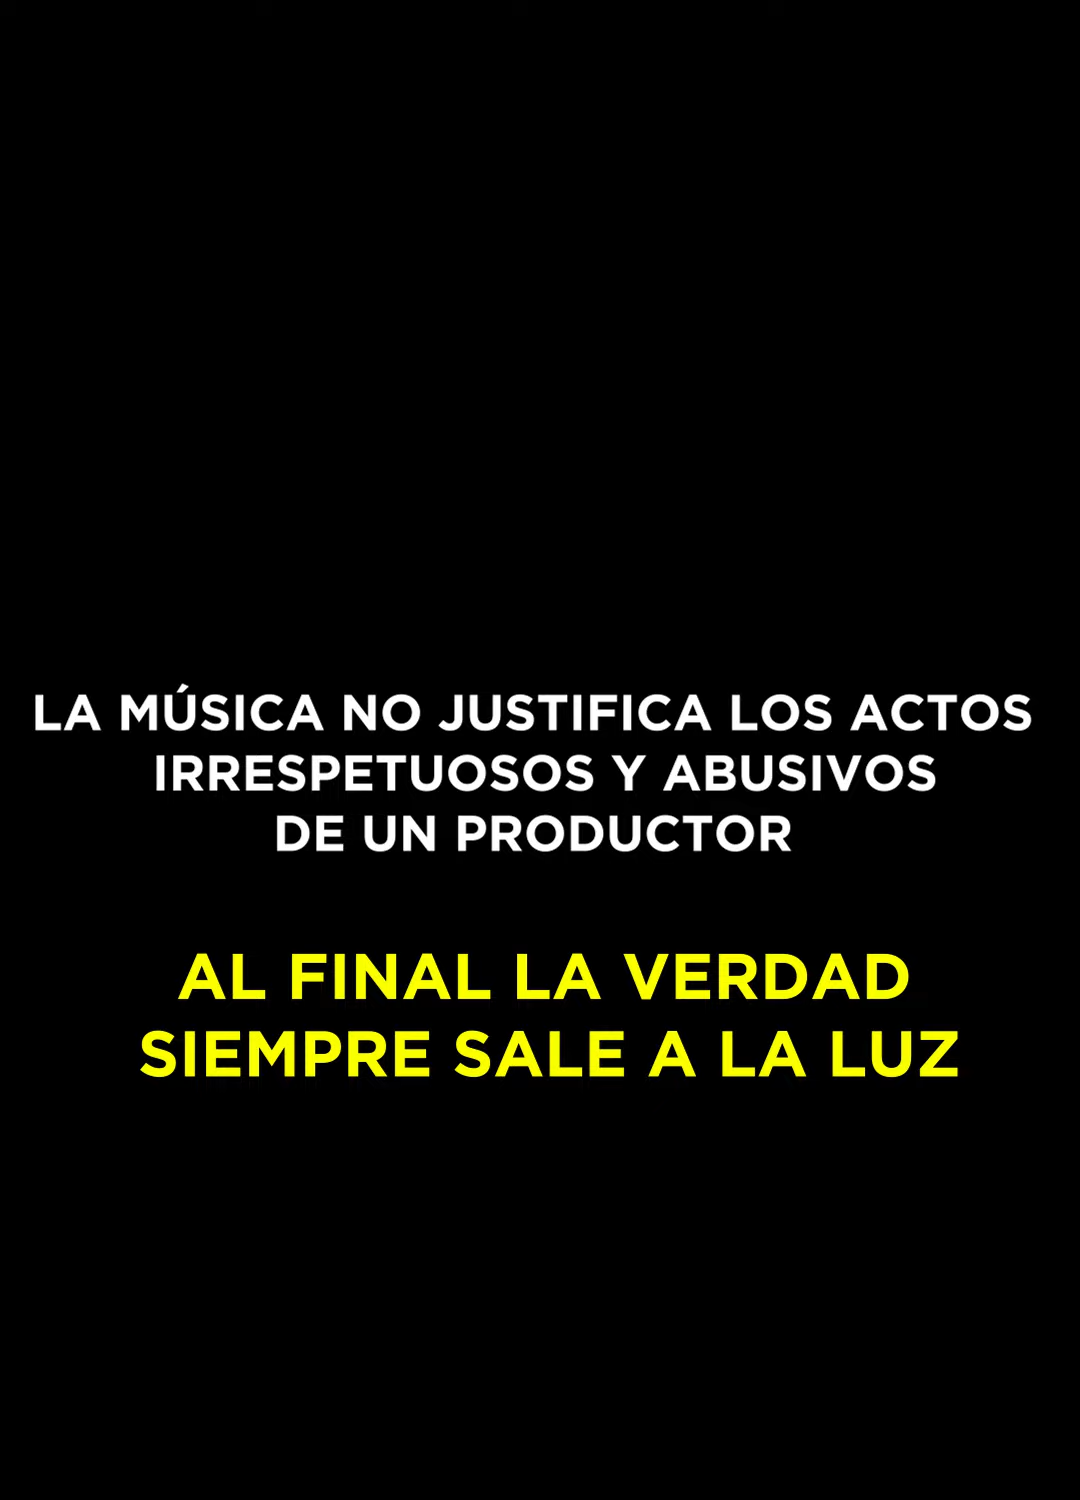 LA MÚSICA NO JUSTIFICA LOS ACTOS
IRRESPETUOSOS Y ABUSIVOS
DE UN PRODUCTOR
AL FINAL LA VERDAD
SIEMPRE SALE A LA LUZ